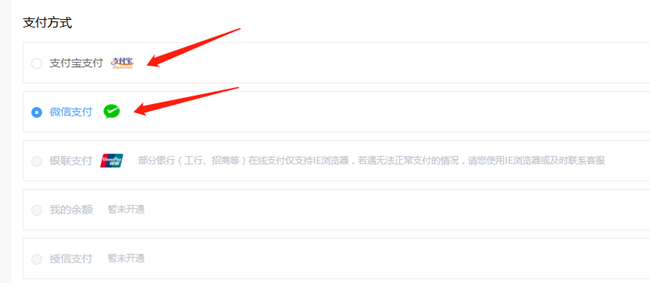 支付方式
支付宝支付 支付宝
微信支付
银联支付 UnionPay 部分银行（工行、招商等）在线支付仅支持IE浏览器，若遇无法正常支付的情况，请您使用IE浏览器或及时联系客服
我的余额 暂未开通
授信支付 暂未开通